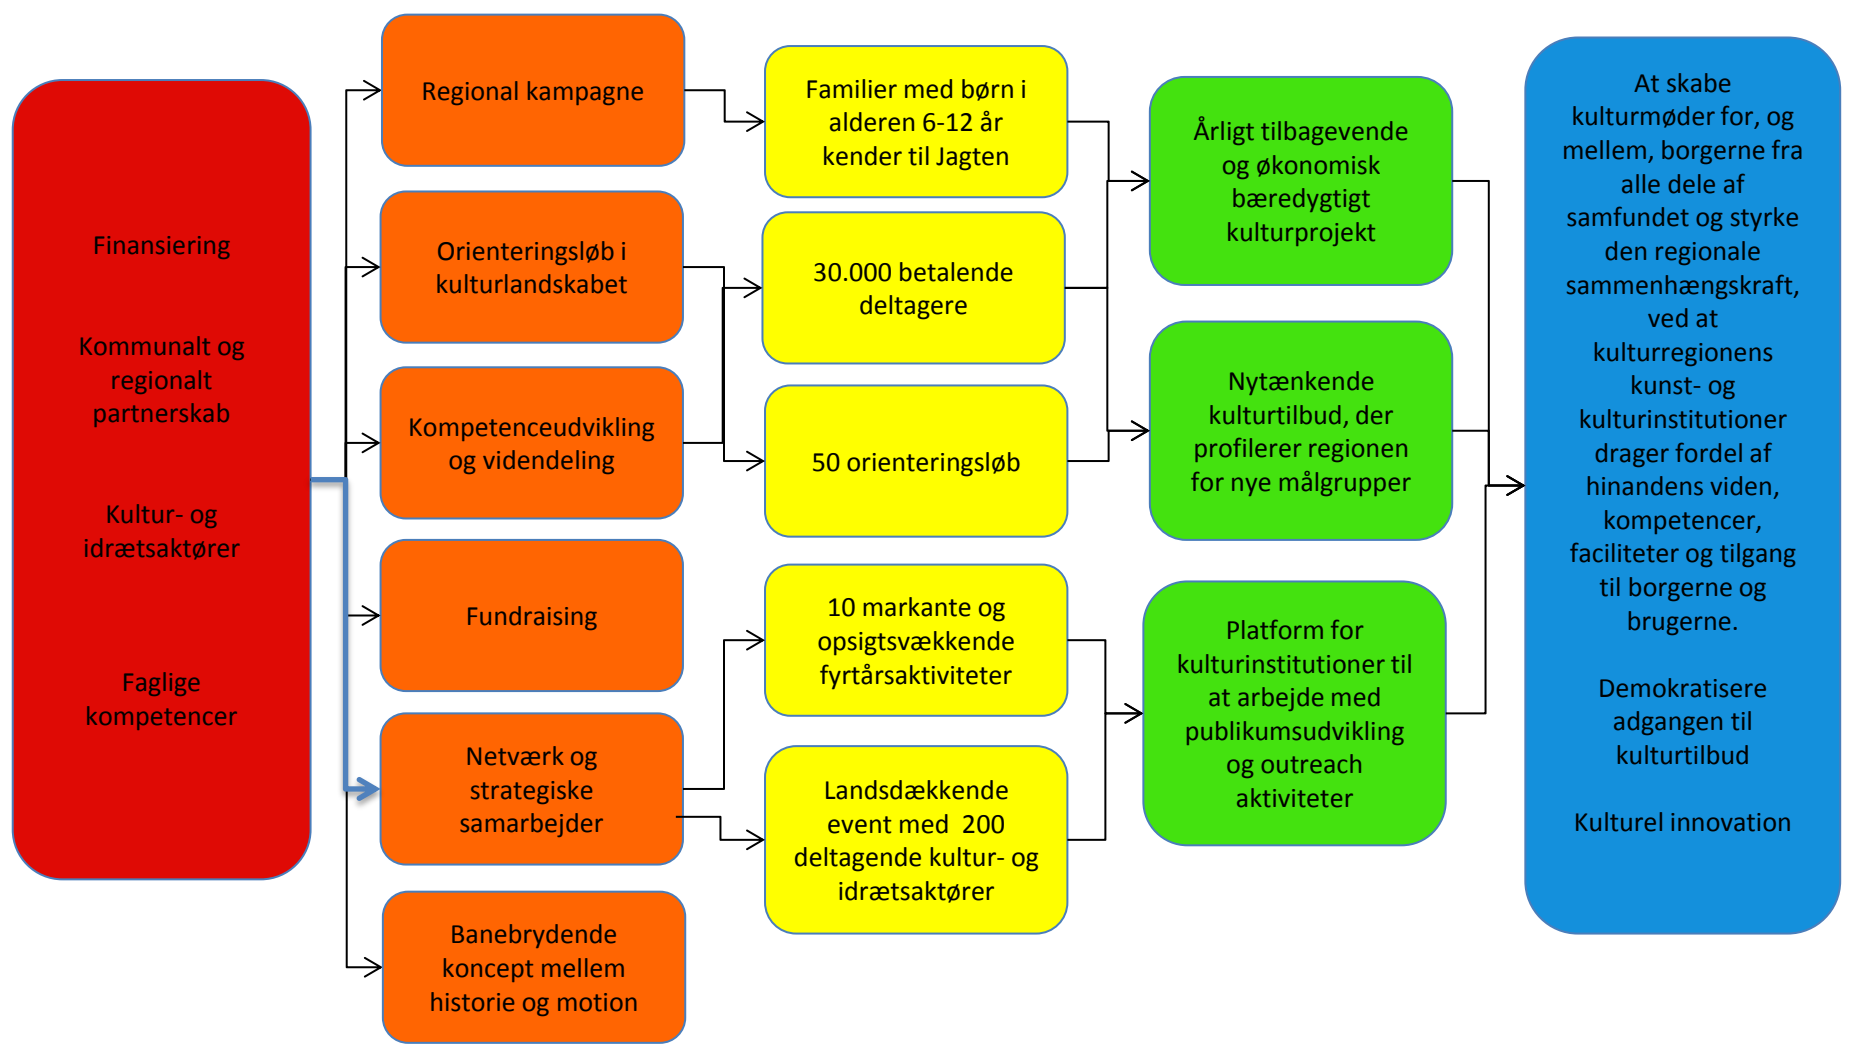 Finansiering
Kommunalt og
regionalt
partnerskab
Kultur- og
idrætsaktører
Faglige
kompetencer
Regional kampagne
Orienteringsløb i
kulturlandskabet
Kompetenceudvikling
og videndeling
Fundraising
Netværk og
strategiske
samarbejder
Banebrydende
koncept mellem
historie og motion
Familier med børn i
alderen 6-12 år
kender til Jagten
30.000 betalende
deltagere
50 orienteringsløb
10 markante og
opsigtsvækkende
fyrtårsaktiviteter
Landsdækkende
event med  200
deltagende kultur- og
idrætsaktører
Årligt tilbagevende
og økonomisk
bæredygtigt
kulturprojekt
Nytænkende
kulturtilbud, der
profilerer regionen
for nye målgrupper
Platform for
kulturinstitutioner til
at arbejde med
publikumsudvikling
og outreach
aktiviteter
At skabe
kulturmøder for, og
mellem, borgerne fra
alle dele af
samfundet og styrke
den regionale
sammenhængskraft,
ved at
kulturregionens
kunst- og
kulturinstitutioner
drager fordel af
hinandens viden,
kompetencer,
faciliteter og tilgang
til borgerne og
brugerne.
Demokratisere
adgangen til
kulturtilbud
Kulturel innovation